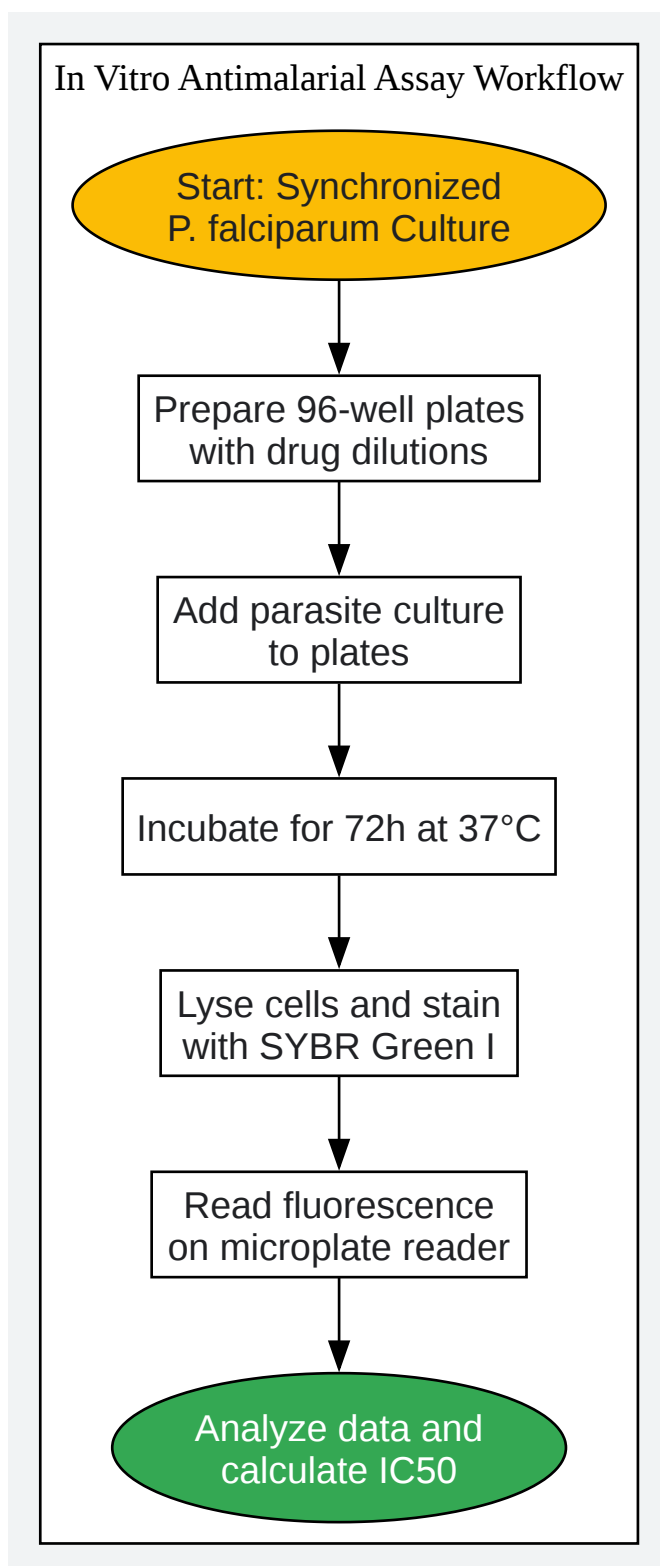 In Vitro Antimalarial Assay Workflow
Start: Synchronized
P. falciparum Culture
Prepare 96-well plates
with drug dilutions
Add parasite culture
to plates
Incubate for 72h at 37°C
Lyse cells and stain
with SYBR Green I
Read fluorescence
on microplate reader
Analyze data and
calculate IC50